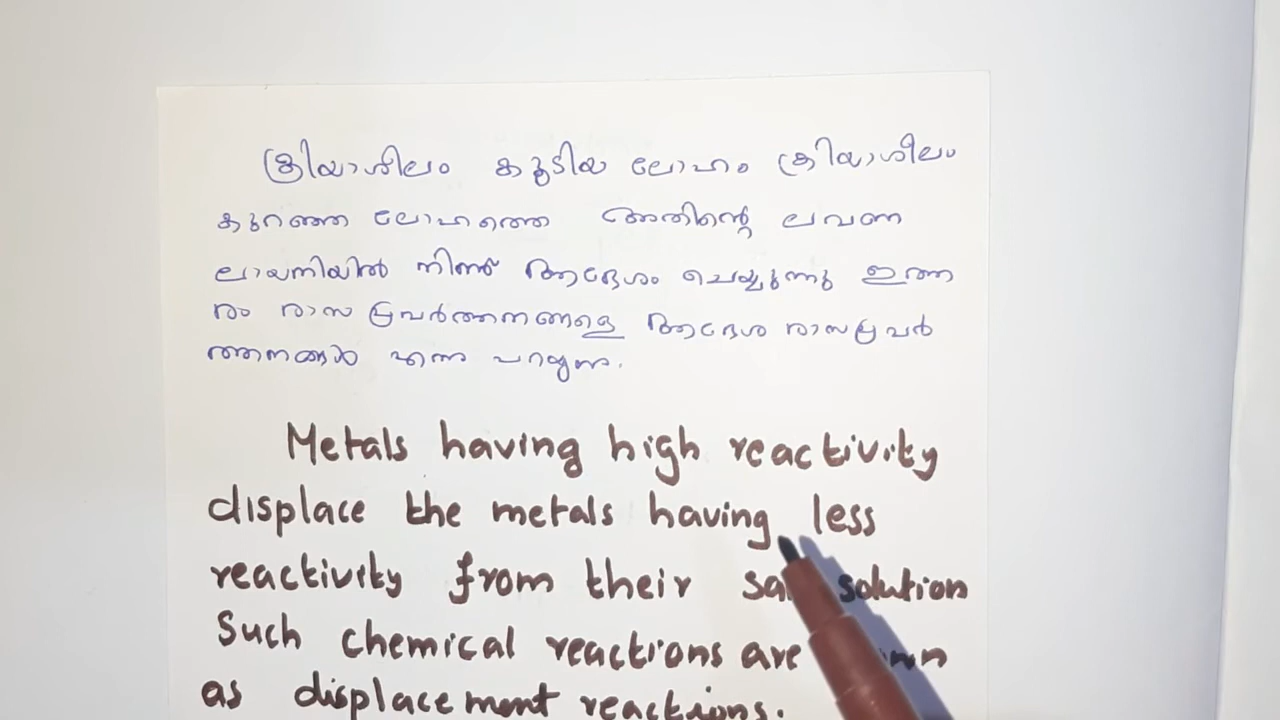 ക്രിയാശീലം കൂടിയ ലോഹം ക്രിയാശീലം
കുറഞ്ഞ ലോഹത്തെ അതിന്റെ ലവണ
ലായനിയിൽ നിന്ന് ആദേശം ചെയ്യുന്നു ഇത്ത
രം രാസ പ്രവർത്തനങ്ങളെ ആദേശ രാസപ്രവർ
ത്തനങ്ങൾ എന്നു പറയുന്നു.
Metals having high reactivity
displace the metals having less
reactivity from their solution
Such chemical reactions are
as displacement reactions.